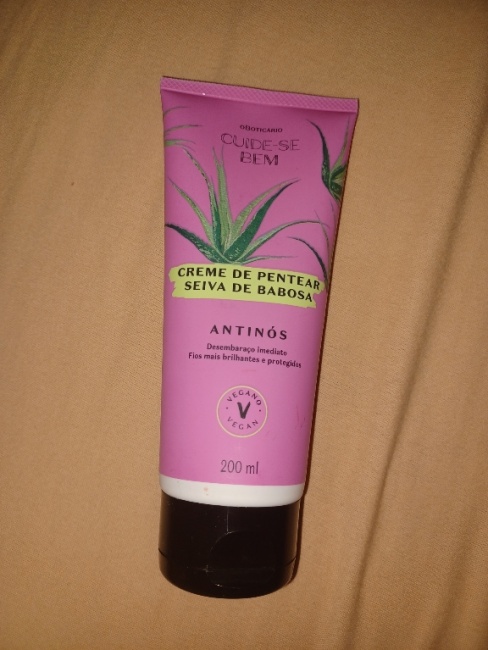 oBOTICÁRIO
CUIDE-SE
BEM
CREME DE PENTEAR
SEIVA DE BABOSA
ANTINÓS
Desembaraço imediato
Fios mais brilhantes e protegidos
VEGANO
V
VEGAN
200 ml